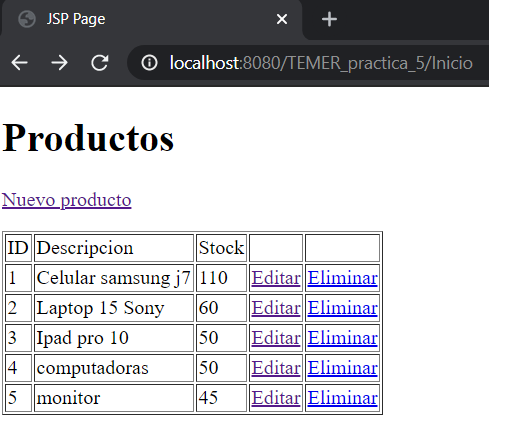 JSP Page
localhost:8080/TEMER_practica_5/Inicio
Productos
Nuevo producto
ID Descripcion Stock
1 Celular samsung j7 110 Editar Eliminar
2 Laptop 15 Sony 60 Editar Eliminar
3 Ipad pro 10 50 Editar Eliminar
4 computadoras 50 Editar Eliminar
5 monitor 45 Editar Eliminar